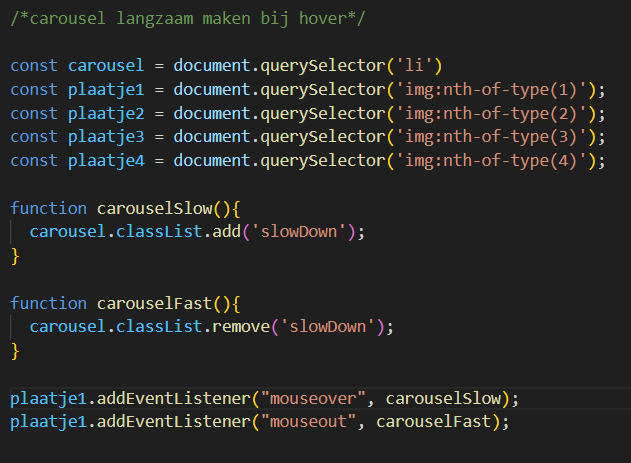 /*carousel langzaam maken bij hover*/
const carousel = document.querySelector('li')
const plaatje1 = document.querySelector('img:nth-of-type(1)');
const plaatje2 = document.querySelector('img:nth-of-type(2)');
const plaatje3 = document.querySelector('img:nth-of-type(3)');
const plaatje4 = document.querySelector('img:nth-of-type(4)');
function carouselSlow(){
carousel.classList.add('slowDown');
}
function carouselFast(){
carousel.classList.remove('slowDown');
}
plaatje1.addEventListener("mouseover", carouselSlow);
plaatje1.addEventListener("mouseout", carouselFast);